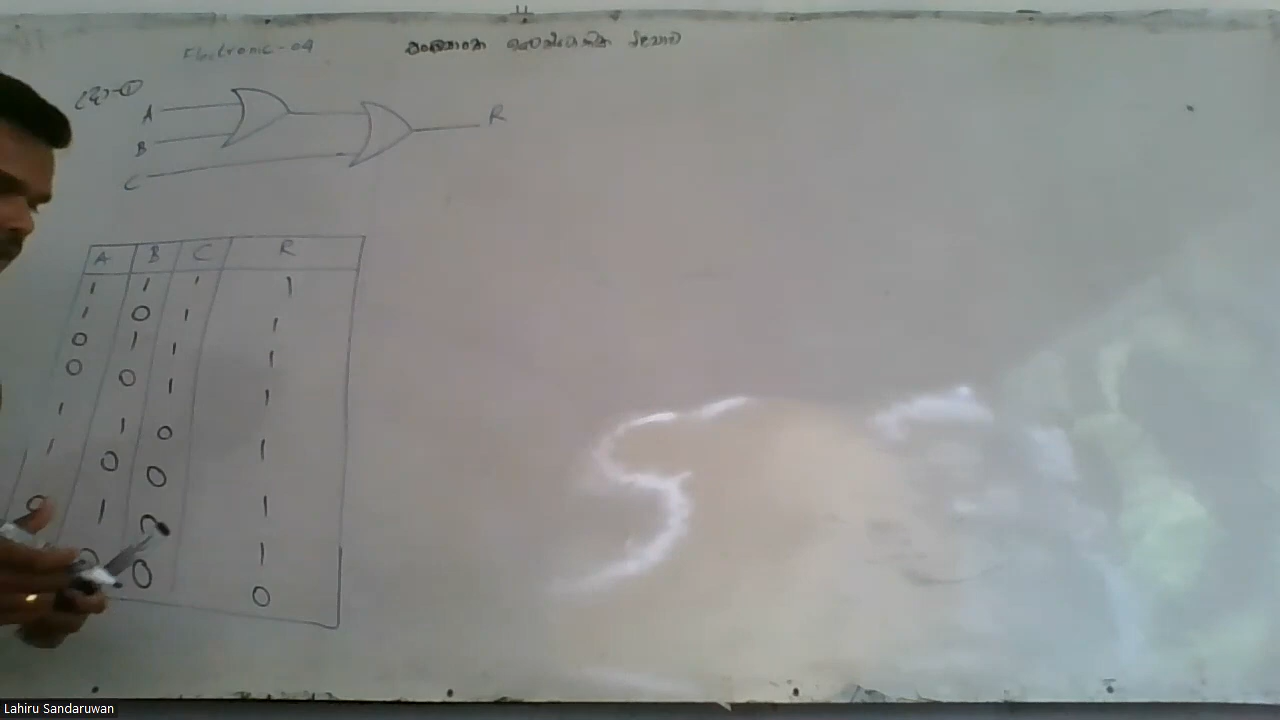 Electronic - 04 සංඛ්‍යාංක
A
B
C
R
A B C R
1 1 1 1
1 0 1 1
0 1 1 1
0 0 1 1
1 1 0 1
1 0 0 1
0 1 0 1
0 0 0
Lahiru Sandaruwan